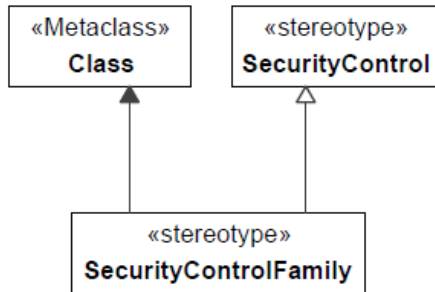 «Metaclass»
Class
«stereotype»
SecurityControl
«stereotype»
SecurityControlFamily